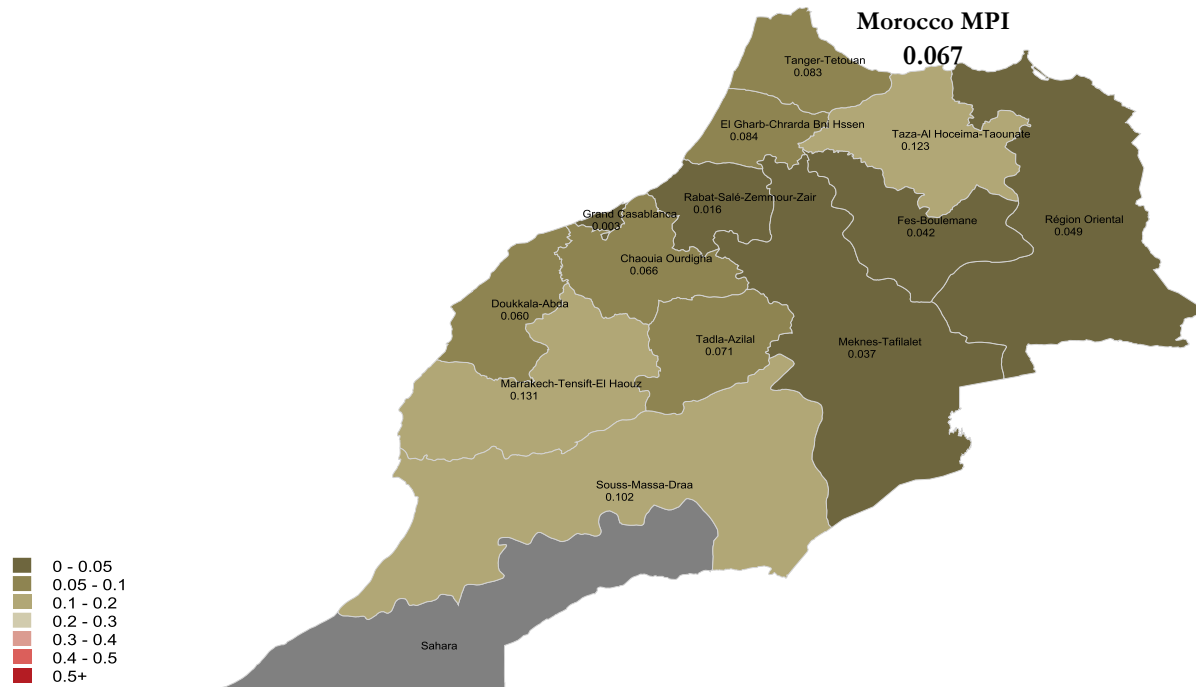 Morocco MPI
0.067
Tanger-Tetouan
0.083
El Gharb-Chrarda Bni Hssen
0.084
Taza-Al Hoceima-Taounate
0.123
Rabat-Salé-Zemmour-Zair
0.016
Grand Casablanca
0.003
Fes-Boulemane
0.042
Région Oriental
0.049
Chaouia Ourdigha
0.066
Doukkala-Abda
0.060
Tadla-Azilal
0.071
Meknes-Tafilalet
0.037
Marrakech-Tensift-El Haouz
0.131
Souss-Massa-Draa
0.102
Sahara
0 - 0.05
0.05 - 0.1
0.1 - 0.2
0.2 - 0.3
0.3 - 0.4
0.4 - 0.5
0.5+